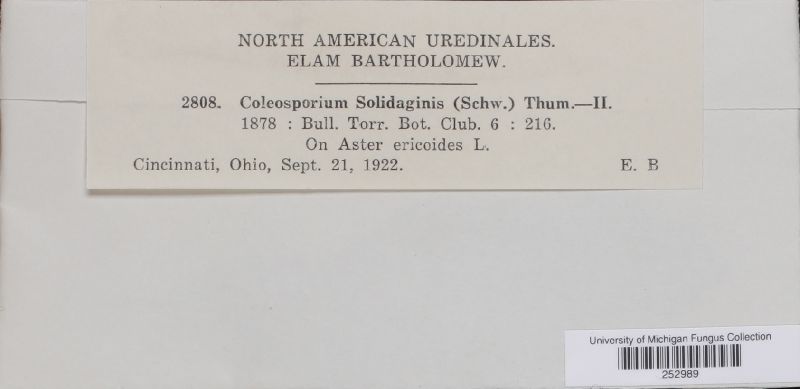 NORTH AMERICAN UREDINALES.
ELAM BARTHOLOMEW.
2808. Coleosporium Solidaginis (Schw.) Thum.—II.
1878 : Bull. Torr. Bot. Club. 6 : 216.
On Aster ericoides L.
Cincinnati, Ohio, Sept. 21, 1922. E. B
University of Michigan Fungus Collection
252989